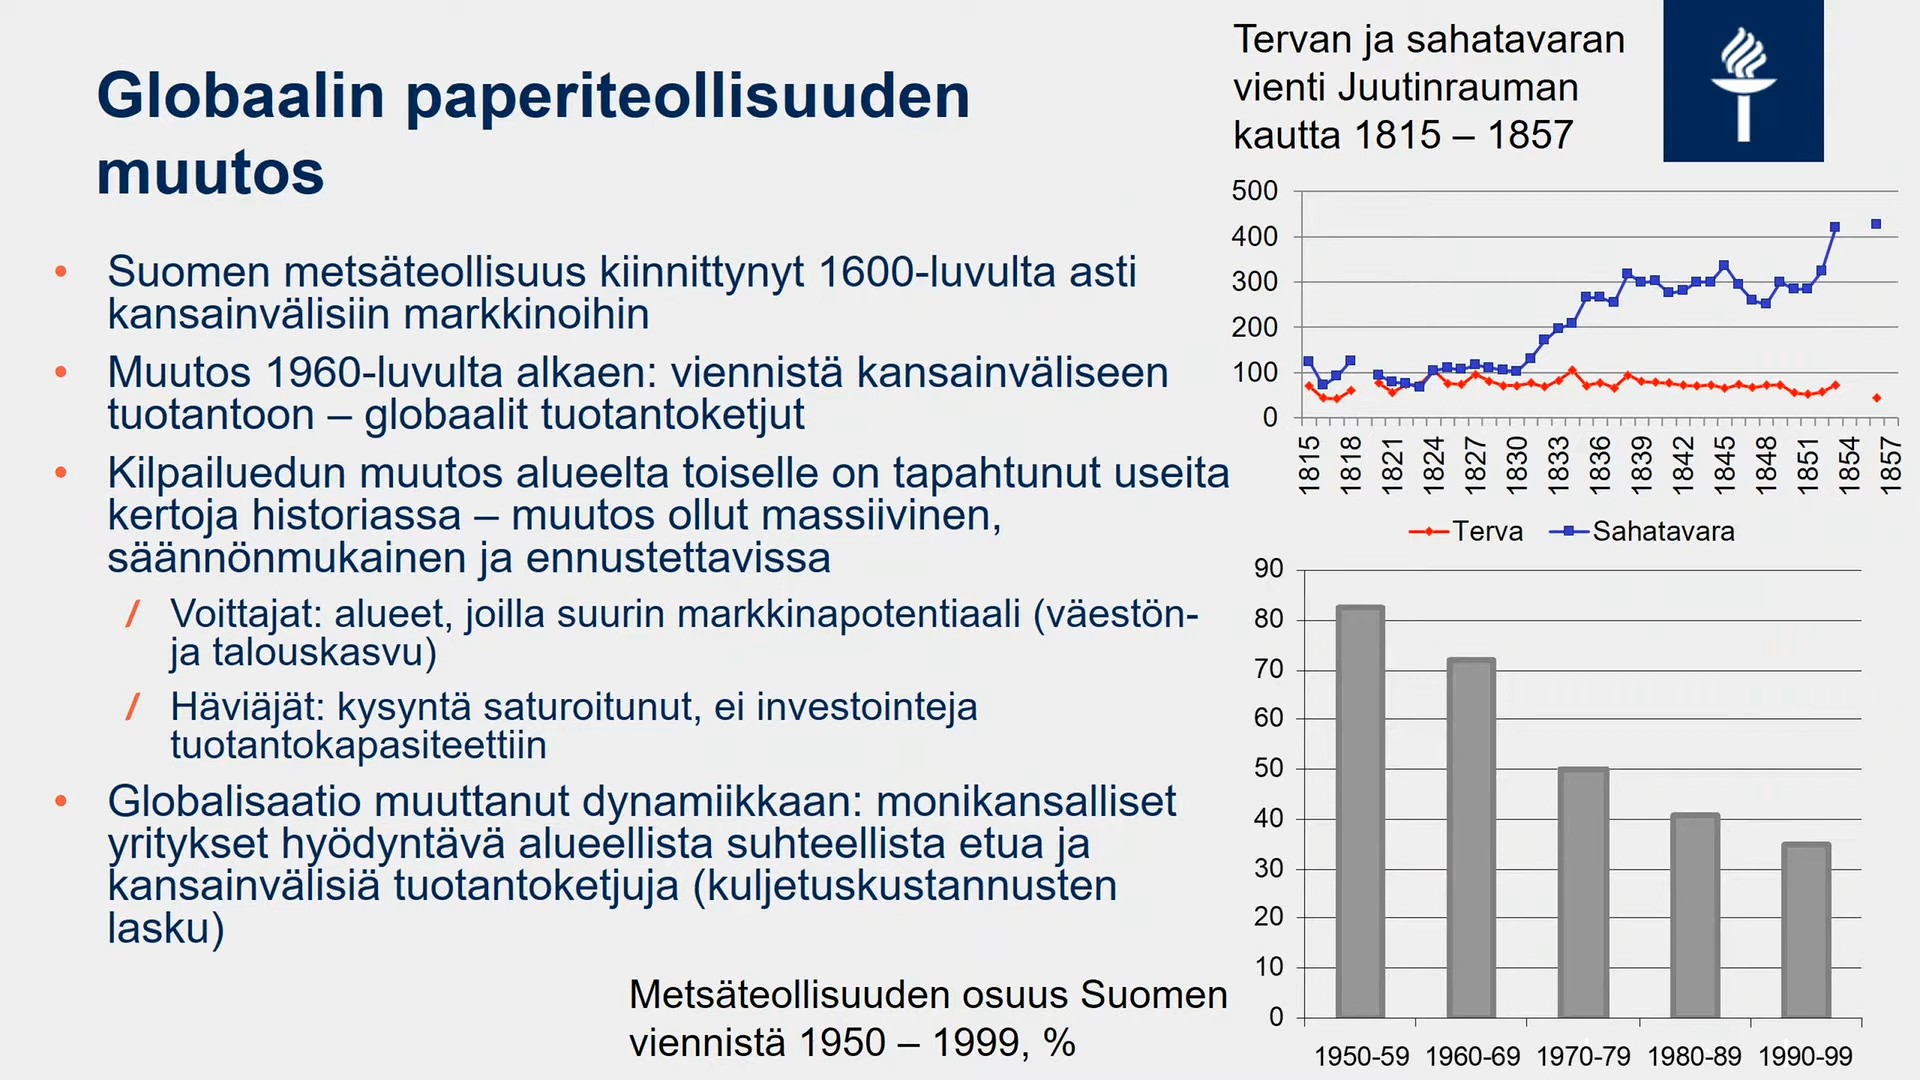 Globaalin paperiteollisuuden
muutos
• Suomen metsäteollisuus kiinnittynyt 1600-luvulta asti
kansainvälisiin markkinoihin
• Muutos 1960-luvulta alkaen: viennistä kansainväliseen
tuotantoon – globaalit tuotantoketjut
• Kilpailuedun muutos alueelta toiselle on tapahtunut useita
kertoja historiassa – muutos ollut massiivinen,
säännönmukainen ja ennustettavissa
/ Voittajat: alueet, joilla suurin markkinapotentiaali (väestön-
ja talouskasvu)
/ Häviäjät: kysyntä saturoitunut, ei investointeja
tuotantokapasiteettiin
• Globalisaatio muuttanut dynamiikkaan: monikansalliset
yritykset hyödyntävä alueellista suhteellista etua ja
kansainvälisiä tuotantoketjuja (kuljetuskustannusten
lasku)
Tervan ja sahatavaran
vienti Juutinrauman
kautta 1815 – 1857
500
400
300
200
100
0
1815 1818 1821 1824 1827 1830 1833 1836 1839 1842 1845 1848 1851 1854 1857
Terva Sahatavara
Metsäteollisuuden osuus Suomen
viennistä 1950 – 1999, %
90
80
70
60
50
40
30
20
10
0
1950-59 1960-69 1970-79 1980-89 1990-99